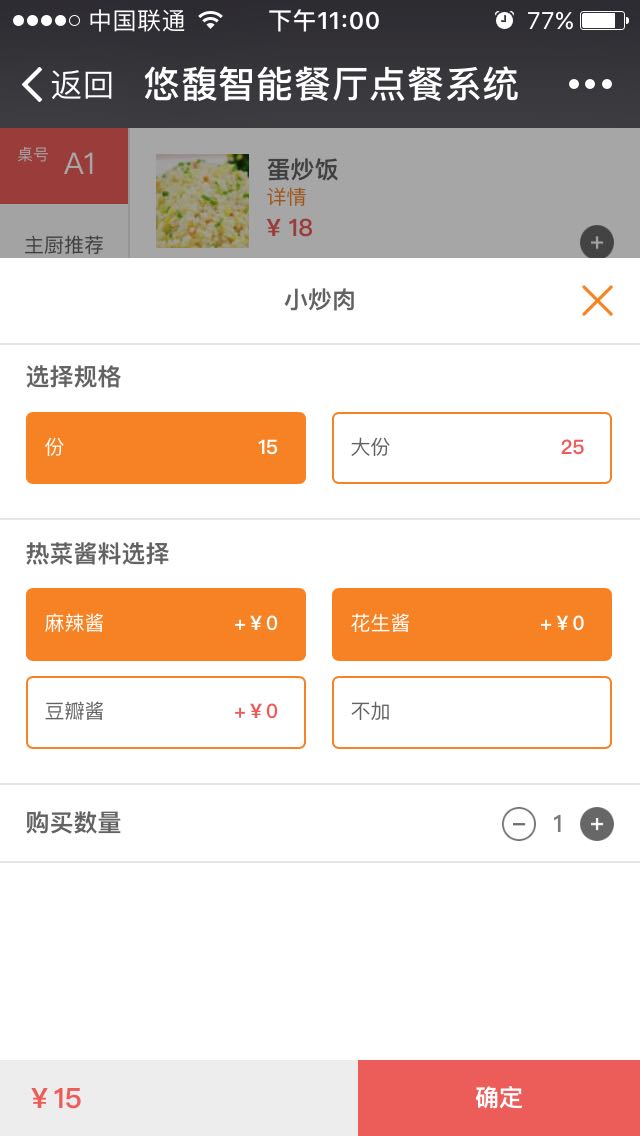 中国联通 下午11:00 77%
返回 悠馥智能餐厅点餐系统
桌号 A1
蛋炒饭
详情
¥ 18
主厨推荐
小炒肉
选择规格
份 15 大份 25
热菜酱料选择
麻辣酱 +¥0 花生酱 +¥0
豆瓣酱 +¥0 不加
购买数量 1
¥15 确定